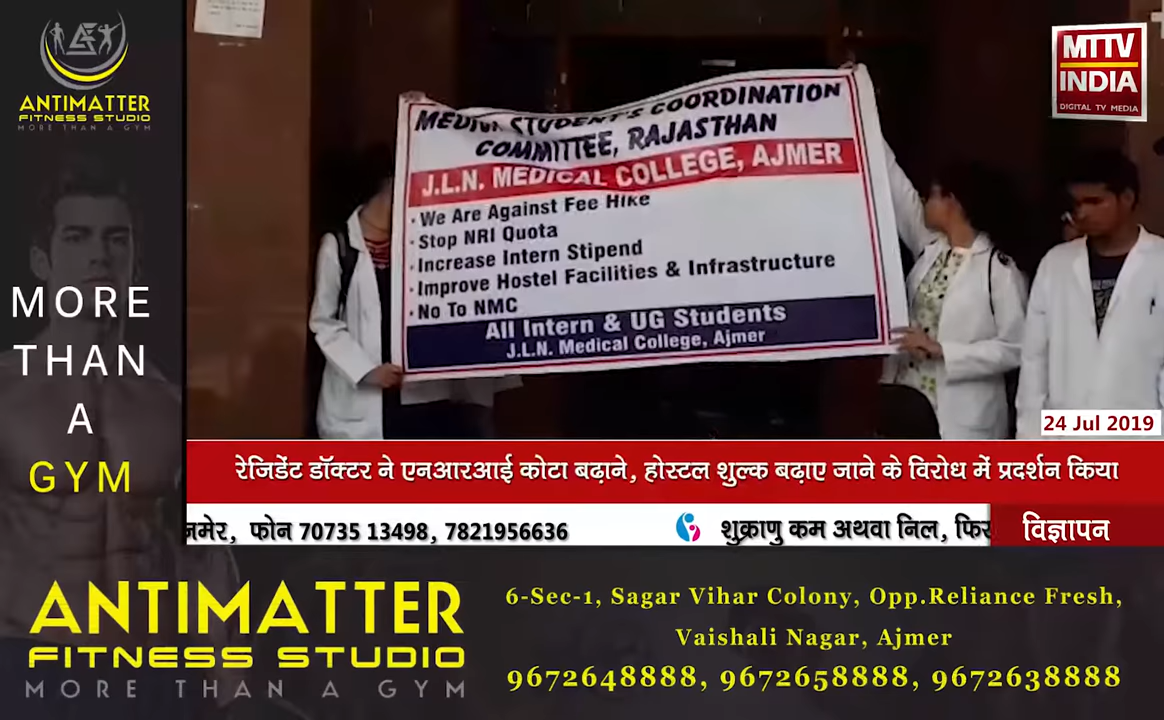 ANTIMATTER
FITNESS STUDIO
MORE THAN A GYM
MORE
THAN
A
GYM
MTTV
INDIA
DIGITAL TV MEDIA
STUDENT'S COORDINATION
COMMITTEE, RAJASTHAN
J.L.N. MEDICAL COLLEGE, AJMER
· We Are Against Fee Hike
· Stop NRI Quota
· Increase Intern Stipend
· Improve Hostel Facilities & Infrastructure
· No To NMC
All Intern & UG Students
J.L.N. Medical College, Ajmer
24 Jul 2019
रेजिडेंट डॉक्टर ने एनआरआई कोटा बढ़ाने, होस्टल शुल्क बढ़ाए जाने के विरोध में प्रदर्शन किया
फोन 70735 13498, 7821956636 शुक्राणु कम अथवा निल, फिर विज्ञापन
ANTIMATTER
FITNESS STUDIO
MORE THAN A GYM
6-Sec-1, Sagar Vihar Colony, Opp.Reliance Fresh,
Vaishali Nagar, Ajmer
9672648888, 9672658888, 9672638888